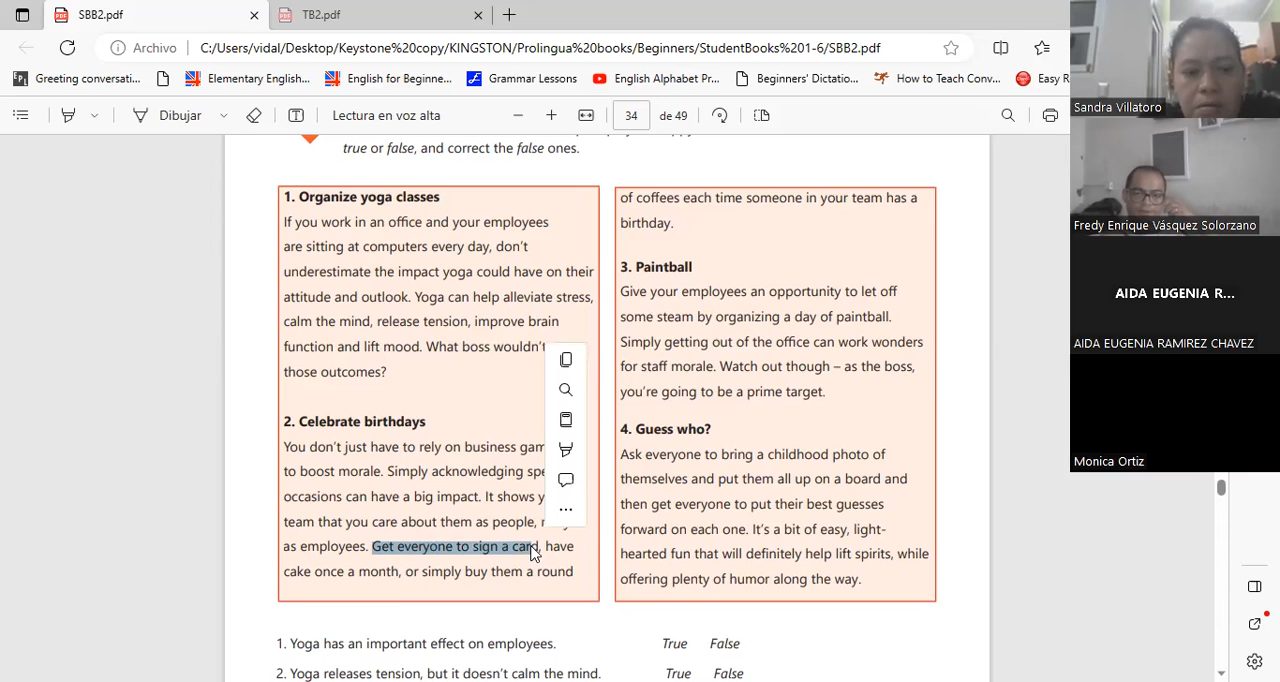 SBB2.pdf
TB2.pdf
Archivo
C:/Users/vidal/Desktop/Keystone%20copy/KINGSTON/Prolingua%20books/Beginners/StudentBooks%201-6/SBB2.pdf
Greeting conversati...
Elementary English...
English for Beginne...
Grammar Lessons
English Alphabet Pr...
Beginners' Dictatio...
How to Teach Conv...
Easy R
Dibujar
Lectura en voz alta
34
de 49
true or false, and correct the false ones.
1. Organize yoga classes
If you work in an office and your employees
are sitting at computers every day, don't
underestimate the impact yoga could have on their
attitude and outlook. Yoga can help alleviate stress,
calm the mind, release tension, improve brain
function and lift mood. What boss wouldn't
those outcomes?
2. Celebrate birthdays
You don't just have to rely on business gam
to boost morale. Simply acknowledging spe
occasions can have a big impact. It shows y
team that you care about them as people,
as employees. Get everyone to sign a card, have
cake once a month, or simply buy them a round
of coffees each time someone in your team has a
birthday.
3. Paintball
Give your employees an opportunity to let off
some steam by organizing a day of paintball.
Simply getting out of the office can work wonders
for staff morale. Watch out though – as the boss,
you're going to be a prime target.
4. Guess who?
Ask everyone to bring a childhood photo of
themselves and put them all up on a board and
then get everyone to put their best guesses
forward on each one. It's a bit of easy, light-
hearted fun that will definitely help lift spirits, while
offering plenty of humor along the way.
1. Yoga has an important effect on employees. True False
2. Yoga releases tension, but it doesn't calm the mind. True False
Sandra Villatoro
Fredy Enrique Vásquez Solorzano
AIDA EUGENIA R...
AIDA EUGENIA RAMIREZ CHAVEZ
Monica Ortiz